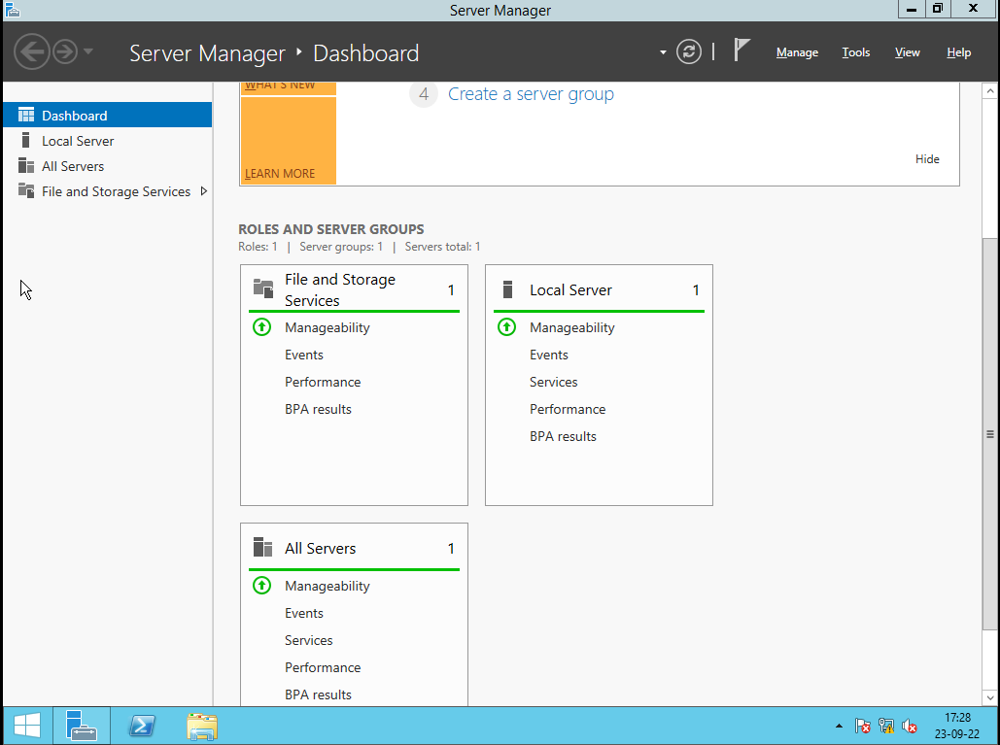 Server Manager
Server Manager Dashboard
Manage
Tools
View
Help
Dashboard
Local Server
All Servers
File and Storage Services
WHAT'S NEW
LEARN MORE
4 Create a server group
Hide
ROLES AND SERVER GROUPS
Roles: 1 | Server groups: 1 | Servers total: 1
File and Storage
Services
1
Manageability
Events
Performance
BPA results
Local Server 1
Manageability
Events
Services
Performance
BPA results
All Servers 1
Manageability
Events
Services
Performance
BPA results
17:28
23-09-22